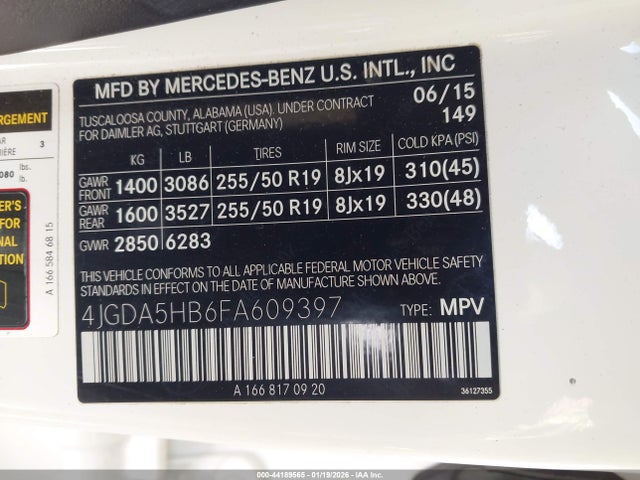 MFD BY MERCEDES-BENZ U.S. INTL., INC
TUSCALOOSA COUNTY, ALABAMA (USA). UNDER CONTRACT 06/15
FOR DAIMLER AG, STUTTGART (GERMANY) 149
KG LB TIRES RIM SIZE COLD KPA (PSI)
GAWR FRONT 1400 3086 255/50 R19 8Jx19 310(45)
GAWR REAR 1600 3527 255/50 R19 8Jx19 330(48)
GVWR 2850 6283
THIS VEHICLE CONFORMS TO ALL APPLICABLE FEDERAL MOTOR VEHICLE SAFETY
STANDARDS IN EFFECT ON THE DATE OF MANUFACTURE SHOWN ABOVE.
4JGDA5HB6FA609397 TYPE: MPV
A 166 817 09 20
36127355
3
lbs.
kg
A 166 584 68 15
000-44189565 - 01/19/2026 - IAAI.COM